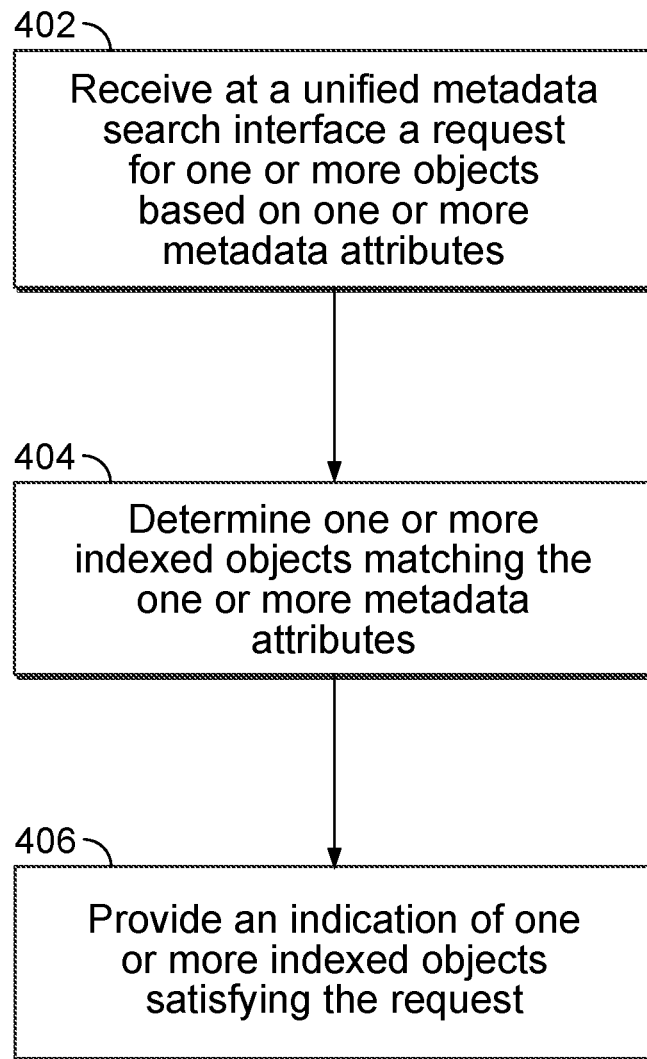 402
Receive at a unified metadata
search interface a request
for one or more objects
based on one or more
metadata attributes
404
Determine one or more
indexed objects matching the
one or more metadata
attributes
406
Provide an indication of one
or more indexed objects
satisfying the request